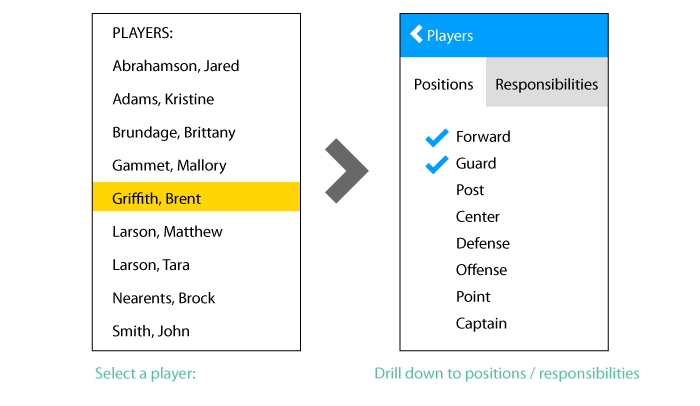 PLAYERS:
Abrahamson, Jared
Adams, Kristine
Brundage, Brittany
Gammet, Mallory
Griffith, Brent
Larson, Matthew
Larson, Tara
Nearents, Brock
Smith, John
Select a player:
Players
Positions Responsibilities
Forward
Guard
Post
Center
Defense
Offense
Point
Captain
Drill down to positions / responsibilities